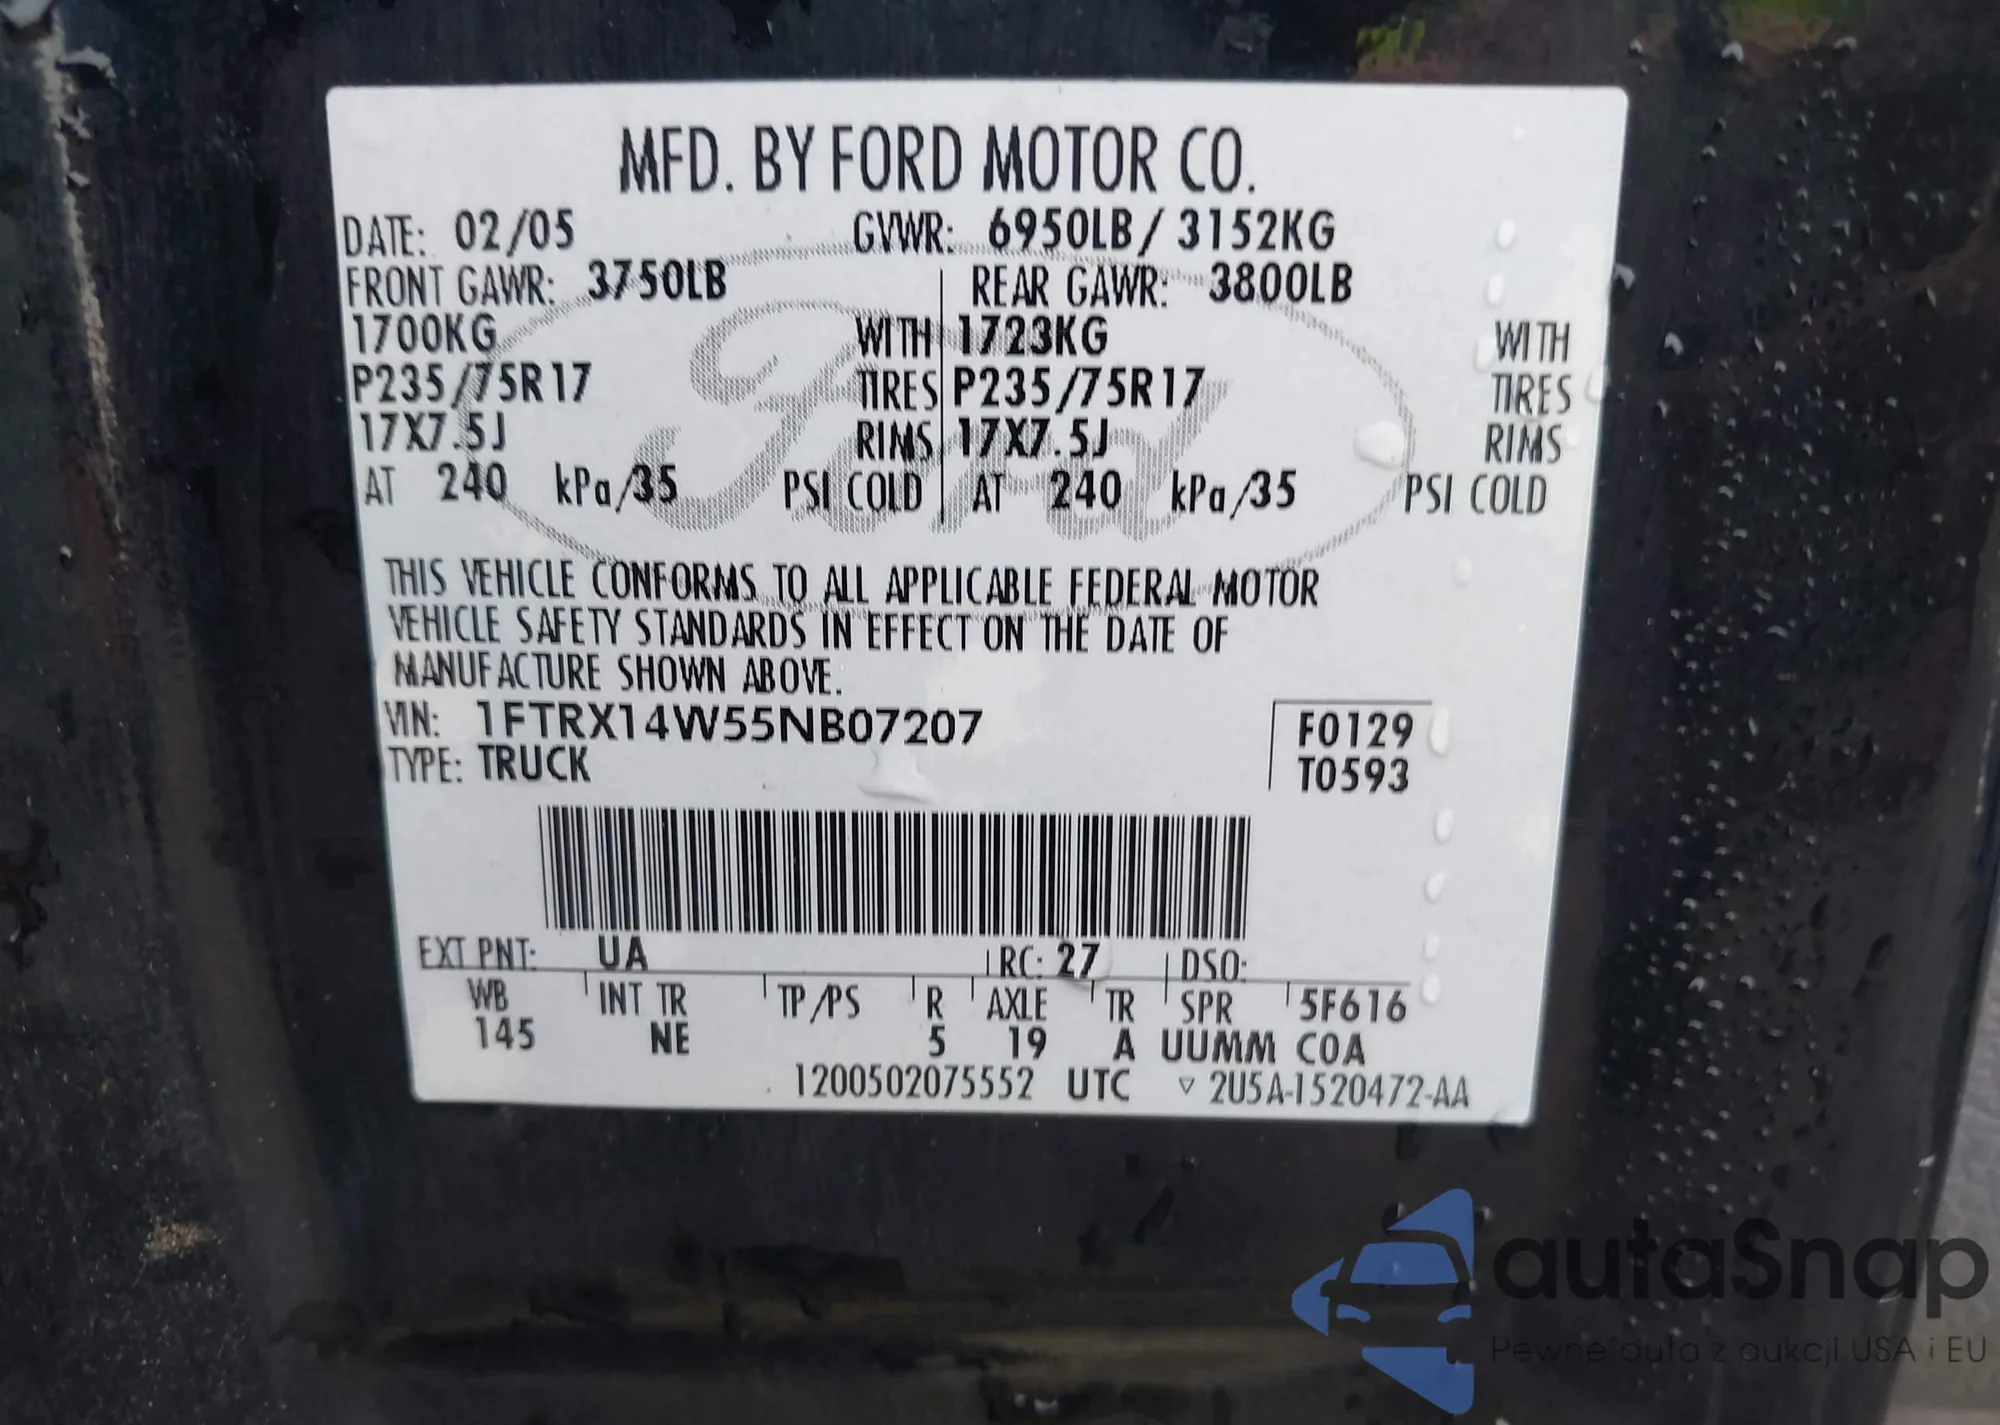 MFD. BY FORD MOTOR CO.
DATE: 02/05 GVWR: 6950LB / 3152KG
FRONT GAWR: 3750LB REAR GAWR: 3800LB
1700KG WITH 1723KG WITH
P235/75R17 TIRES P235/75R17 TIRES
17X7.5J RIMS 17X7.5J RIMS
AT 240 kPa/35 PSI COLD AT 240 kPa/35 PSI COLD
Ford
THIS VEHICLE CONFORMS TO ALL APPLICABLE FEDERAL MOTOR
VEHICLE SAFETY STANDARDS IN EFFECT ON THE DATE OF
MANUFACTURE SHOWN ABOVE.
VIN: 1FTRX14W55NB07207 F0129
TYPE: TRUCK T0593
EXT PNT: UA RC: 27 DSO:
WB INT TR TP/PS R AXLE TR SPR 5F616
145 NE 5 19 A UUMM COA
1200502075552 UTC ▽ 2U5A-1520472-AA
autaSnap
Pewne auta z aukcji USA i EU